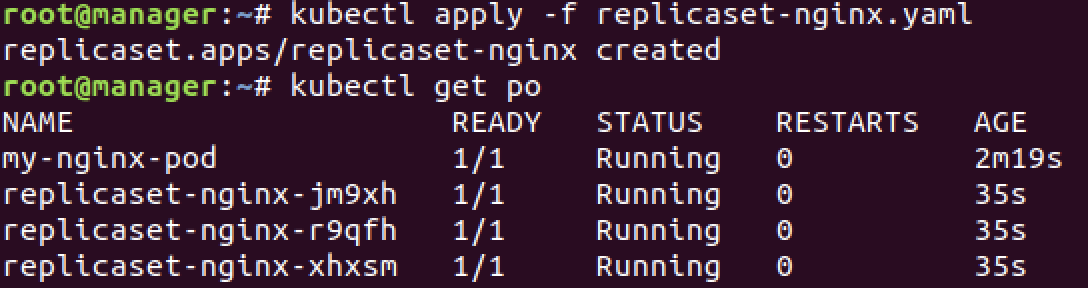 root@manager:~# kubectl apply -f replicaset-nginx.yaml
replicaset.apps/replicaset-nginx created
root@manager:~# kubectl get po
NAME                     READY   STATUS    RESTARTS   AGE
my-nginx-pod             1/1     Running   0          2m19s
replicaset-nginx-jm9xh   1/1     Running   0          35s
replicaset-nginx-r9qfh   1/1     Running   0          35s
replicaset-nginx-xhxsm   1/1     Running   0          35s